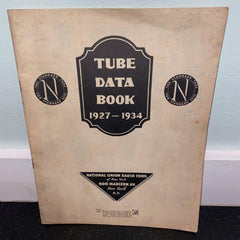 TUBE
DATA
BOOK
1927-1934
N
N
NATIONAL UNION RADIO CORP.
of New York
400 MADISON AV.
New York
N.Y.